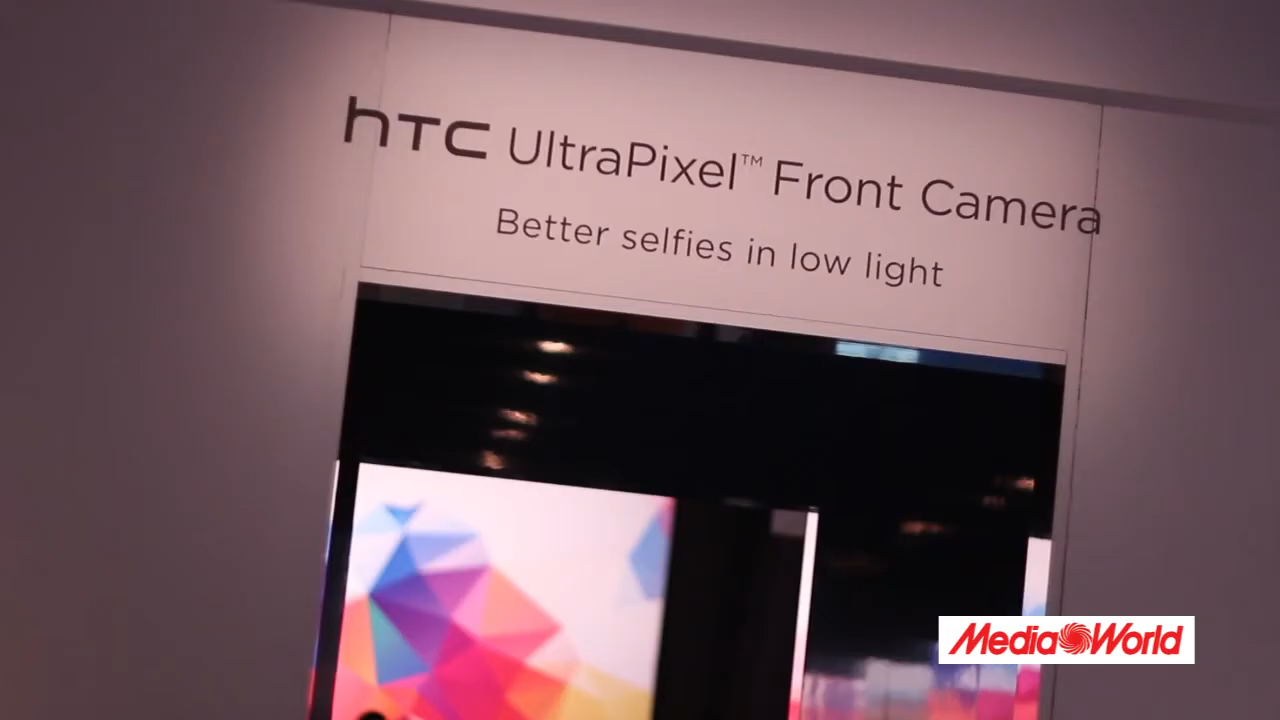 hTC UltraPixel™ Front Camera
Better selfies in low light
MediaWorld